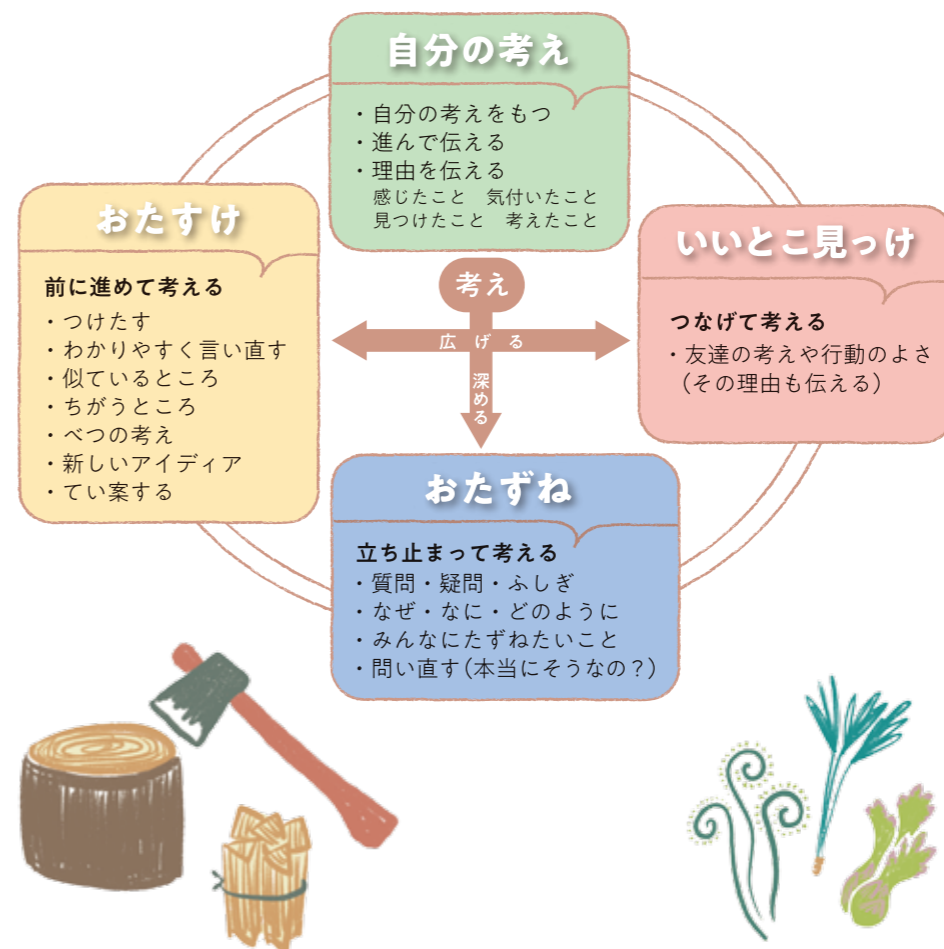 自分の考え
・自分の考えをもつ
・進んで伝える
・理由を伝える
感じたこと　気付いたこと
見つけたこと　考えたこと
おたすけ
前に進めて考える
・つけたす
・わかりやすく言い直す
・似ているところ
・ちがうところ
・べつの考え
・新しいアイディア
・てい案する
考え
広げる
深める
いいとこ見っけ
つなげて考える
・友達の考えや行動のよさ
（その理由も伝える）
おたずね
立ち止まって考える
・質問・疑問・ふしぎ
・なぜ・なに・どのように
・みんなにたずねたいこと
・問い直す（本当にそうなの？）